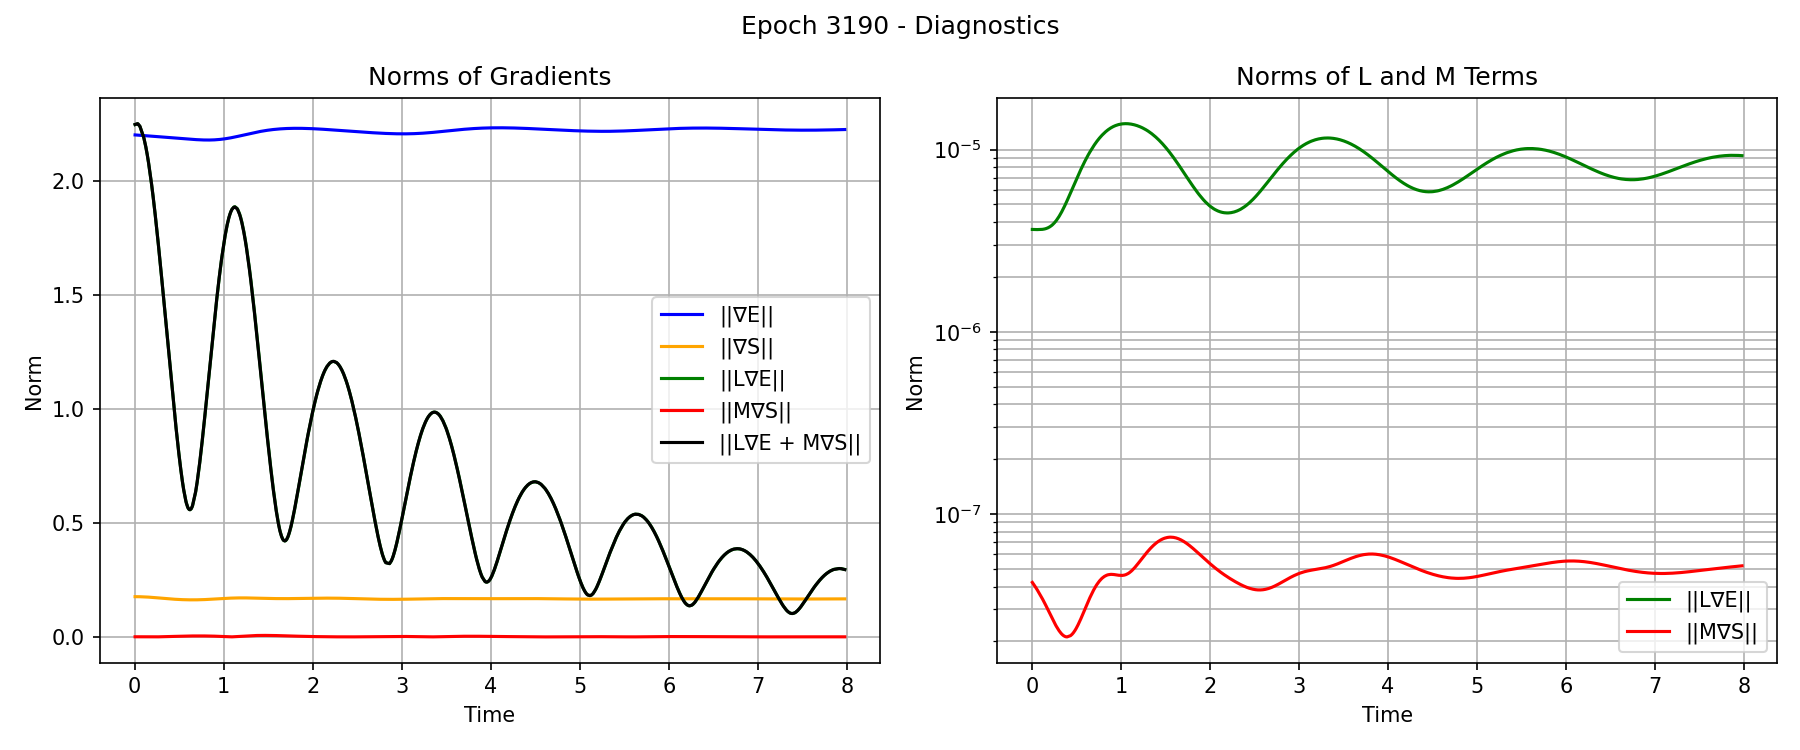 Epoch 3190 - Diagnostics
Norms of Gradients
Norm
2.0
1.5
1.0
0.5
0.0
||∇E||
||∇S||
||L∇E||
||M∇S||
||L∇E + M∇S||
0 1 2 3 4 5 6 7 8
Time
Norms of L and M Terms
Norm
10⁻⁵
10⁻⁶
10⁻⁷
||L∇E||
||M∇S||
0 1 2 3 4 5 6 7 8
Time